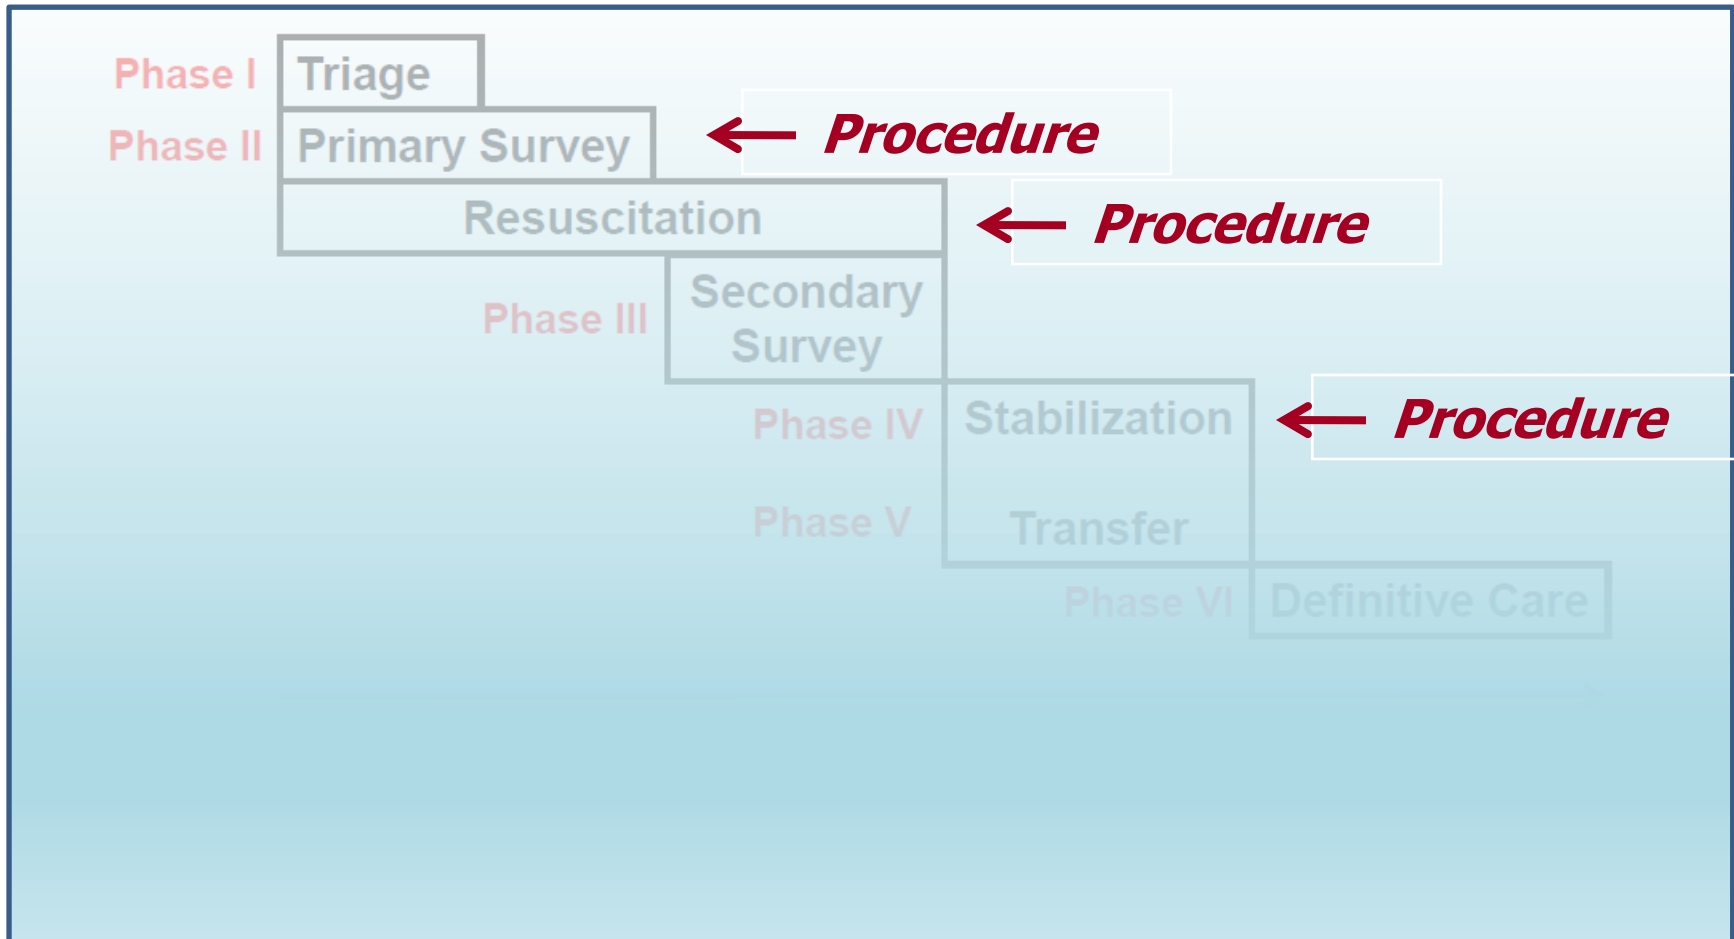 Phase I Triage
Phase II Primary Survey
← Procedure
Resuscitation
← Procedure
Phase III
Secondary
Survey
Phase IV Stabilization
← Procedure
Phase V Transfer
Phase VI Definitive Care